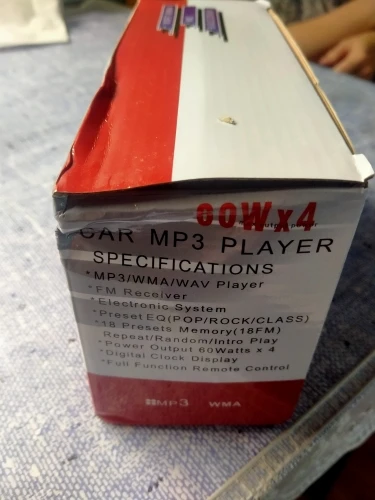 00Wx4
CAR MP3 PLAYER
SPECIFICATIONS
*MP3/WMA/WAV Player
*FM Receiver
*Electronic System
*Preset EQ(POP/ROCK/CLASS)
*18 Presets Memory(18FM)
Repeat/Random/Intro Play
*Power Output 60Watts x 4
*Digital Clock Display
*Full Function Remote Control
MP3 WMA